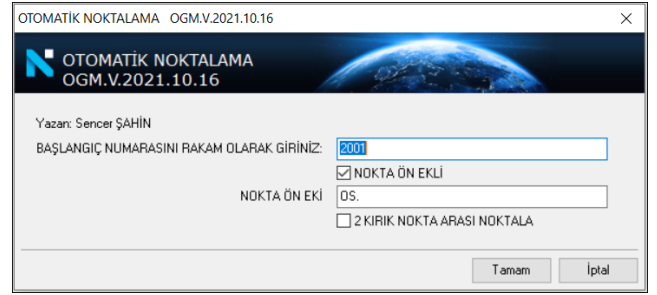 OTOMATİK NOKTALAMA OGM.V.2021.10.16
OTOMATİK NOKTALAMA
OGM.V.2021.10.16
Yazan: Sencer ŞAHİN
BAŞLANGIÇ NUMARASINI RAKAM OLARAK GİRİNİZ: 2001
NOKTA ÖN EKLİ
NOKTA ÖN EKİ OS.
2 KIRIK NOKTA ARASI NOKTALA
Tamam İptal